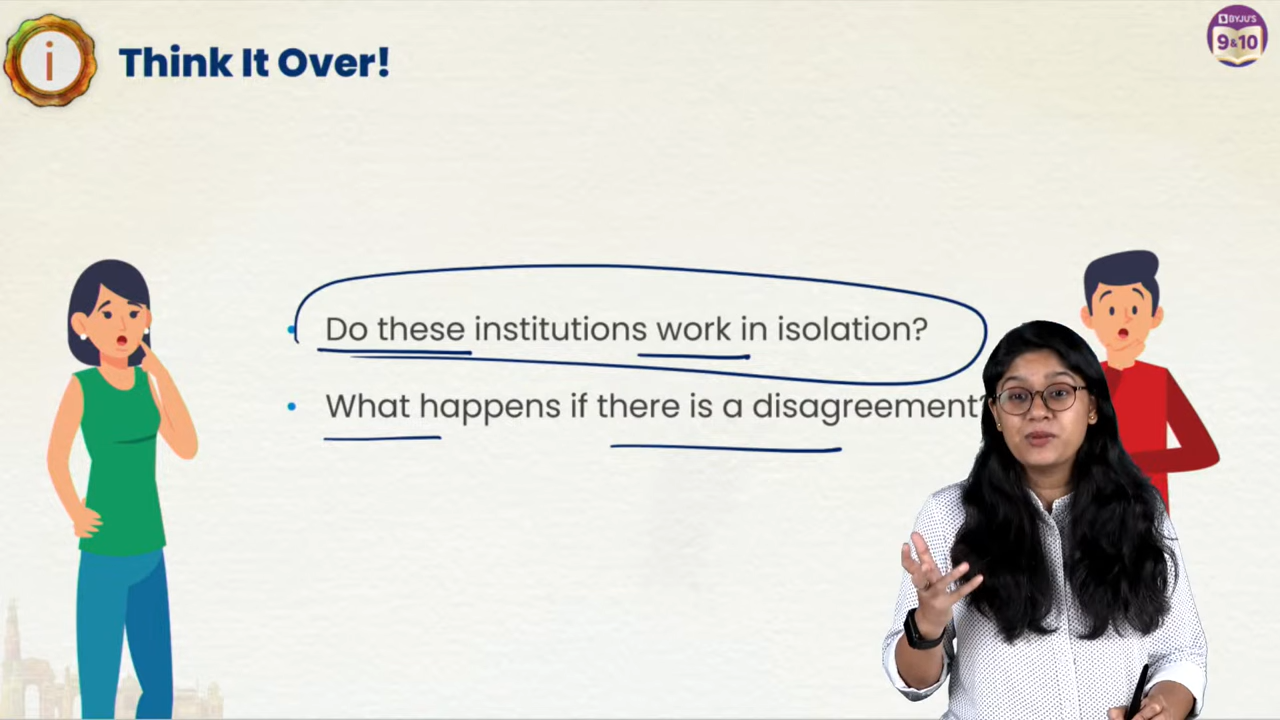 i
Think It Over!
BYJU'S
9&10
• Do these institutions work in isolation?
• What happens if there is a disagreement?